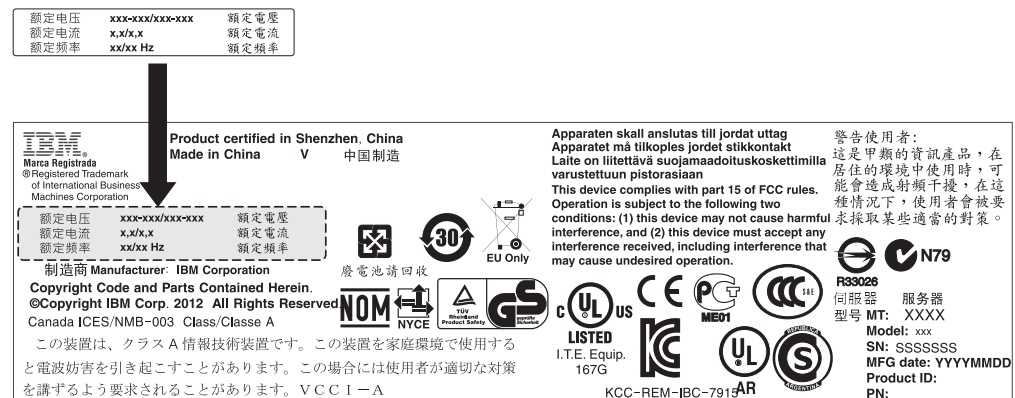 额定电压 xxx-xxx/xxx-xxx 額定電壓
额定电流 x,x/x,x 額定電流
额定频率 xx/xx Hz 額定頻率
IBM®
Marca Registrada
® Registered Trademark
of International Business
Machines Corporation
Product certified in Shenzhen, China
Made in China V 中国制造
额定电压 xxx-xxx/xxx-xxx 額定電壓
额定电流 x,x/x,x 額定電流
额定频率 xx/xx Hz 額定頻率
制造商 Manufacturer: IBM Corporation
Copyright Code and Parts Contained Herein.
©Copyright IBM Corp. 2012 All Rights Reserved
Canada ICES/NMB-003 Class/Classe A
この装置は、クラスA情報技術装置です。この装置を家庭環境で使用する
と電波妨害を引き起こすことがあります。この場合には使用者が適切な対策
を講ずるよう要求されることがあります。VCCI-A
廢電池請回收
30
EU Only
NOM
NYCE
TÜV
Rheinland
Product Safety
GS
geprüfte
Sicherheit
Apparaten skall anslutas till jordat uttag
Apparatet må tilkoples jordet stikkontakt
Laite on liitettävä suojamaadoituskoskettimilla
varustettuun pistorasiaan
This device complies with part 15 of FCC rules.
Operation is subject to the following two
conditions: (1) this device may not cause harmful
interference, and (2) this device must accept any
interference received, including interference that
may cause undesired operation.
C UL US
LISTED
I.T.E. Equip.
167G
CE
KCC-REM-IBC-7915
PCT
ME01
CCC S&E
UL
AR
REPUBLICA
S
ARGENTINA
警告使用者:
這是甲類的資訊產品,在
居住的環境中使用時,可
能會造成射頻干擾,在這
種情況下,使用者會被要
求採取某些適當的對策。
R33026
N79
伺服器 服务器
型号 MT: XXXX
Model: xxx
SN: SSSSSSS
MFG date: YYYYMMDD
Product ID:
PN: